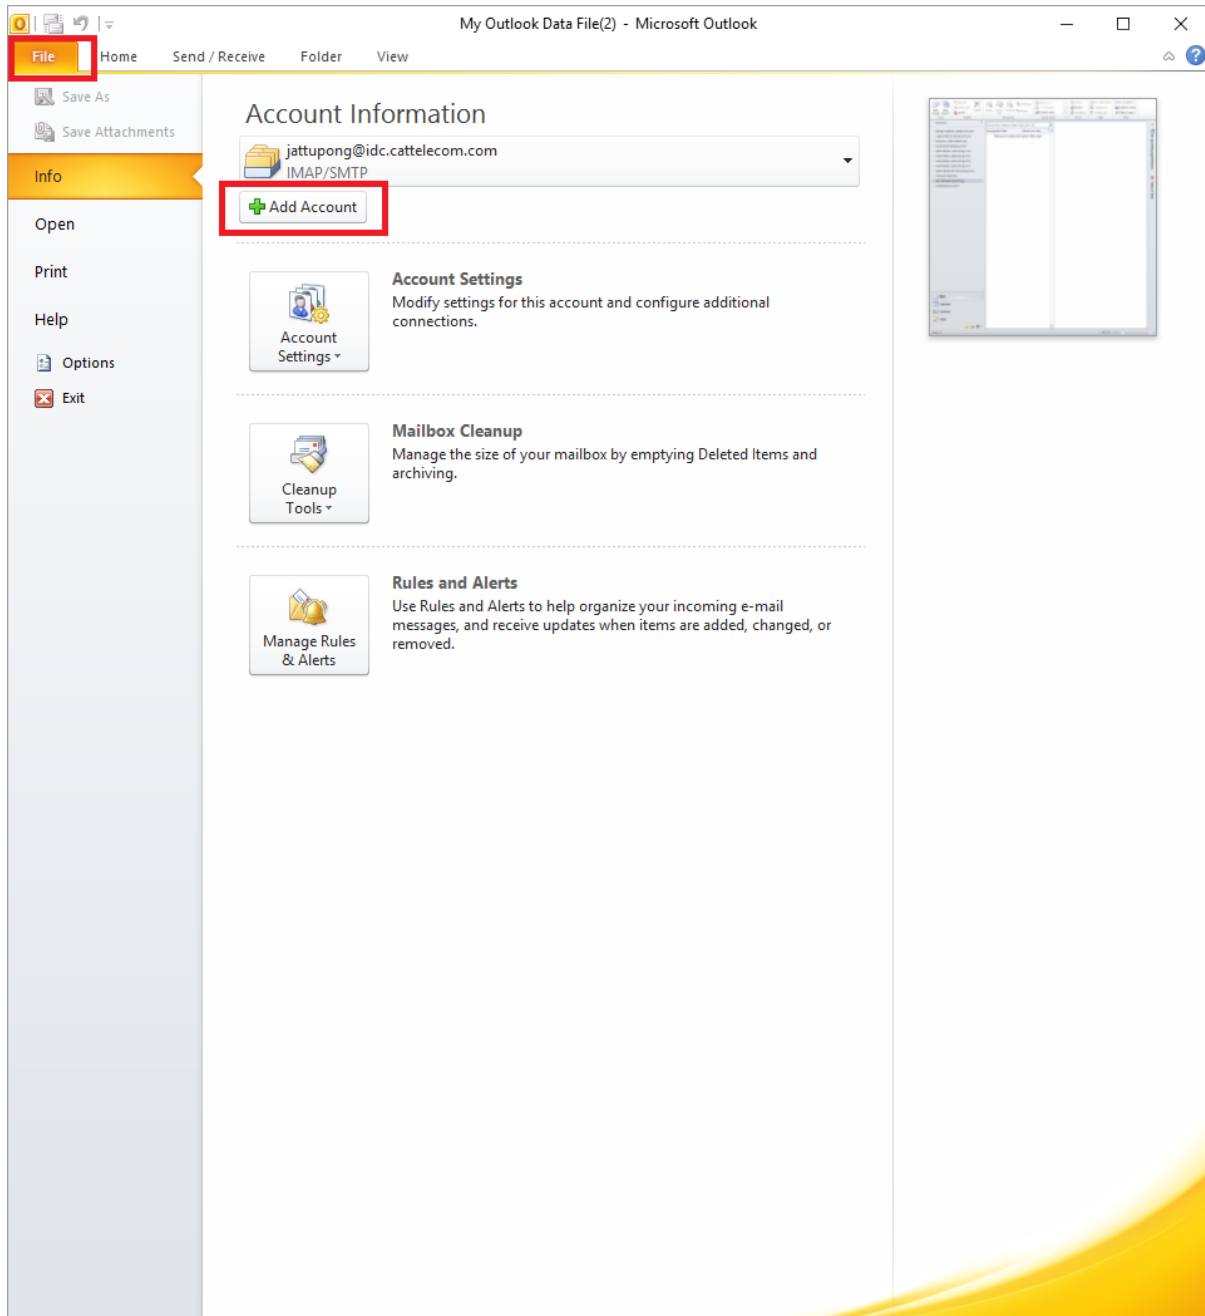 My Outlook Data File(2) - Microsoft Outlook
File Home Send / Receive Folder View
Save As
Save Attachments
Info
Open
Print
Help
Options
Exit
Account Information
jattupong@idc.cattelecom.com
IMAP/SMTP
Add Account
Account Settings
Account Settings
Modify settings for this account and configure additional
connections.
Cleanup
Tools
Mailbox Cleanup
Manage the size of your mailbox by emptying Deleted Items and
archiving.
Manage Rules
& Alerts
Rules and Alerts
Use Rules and Alerts to help organize your incoming e-mail
messages, and receive updates when items are added, changed, or
removed.